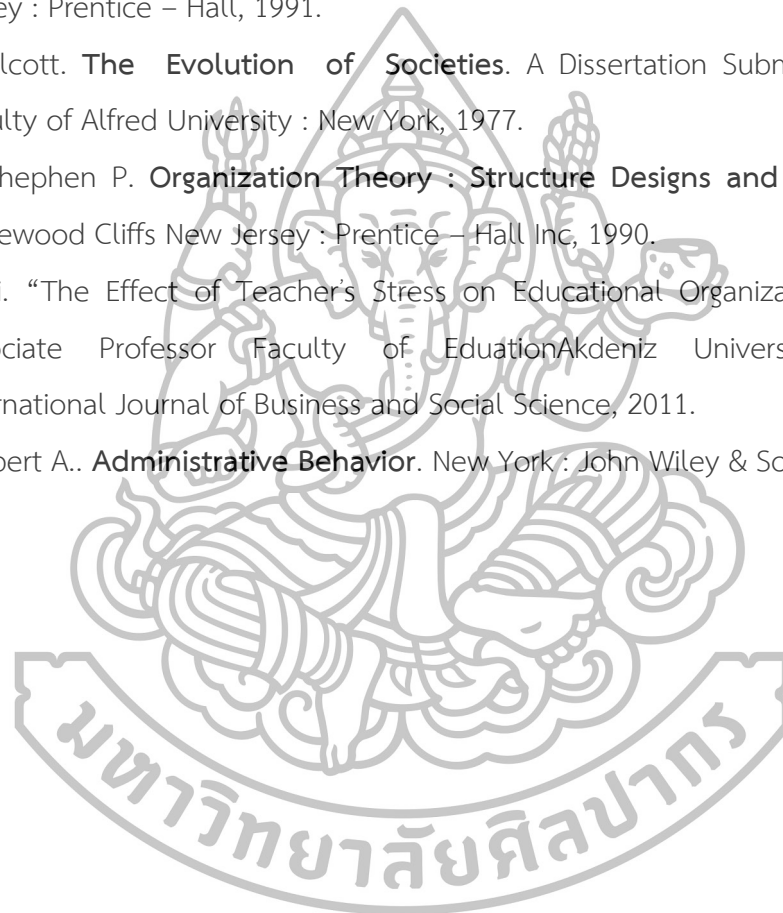 ey : Prentice – Hall, 1991.
lcott. The Evolution of Societies. A Dissertation Subm
ulty of Alfred University : New York, 1977.
hephen P. Organization Theory : Structure Designs and
ewood Cliffs New Jersey : Prentice – Hall Inc, 1990.
i. “The Effect of Teacher’s Stress on Educational Organiza
ociate Professor Faculty of EduationAkdeniz Univers
rnational Journal of Business and Social Science, 2011.
bert A.. Administrative Behavior. New York : John Wiley & So
มหาวิทยาลัยศิลปากร